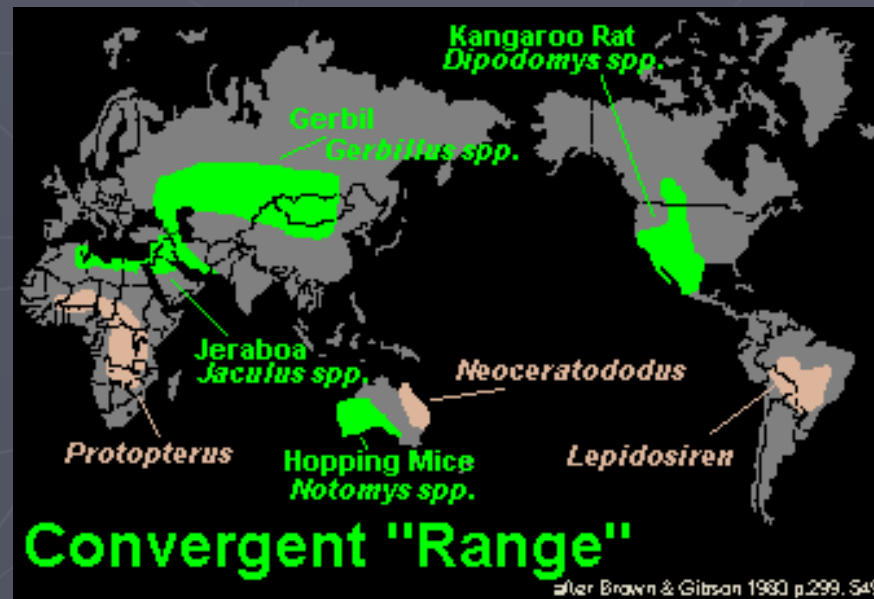 Kangaroo Rat
Dipodomys spp.
Gerbil
Gerbillus spp.
Jeraboa
Jaculus spp.
Neoceratododus
Protopterus
Hopping Mice
Notomys spp.
Lepidosiren
Convergent "Range"
after Brown & Gibson 1983 p.299, 549